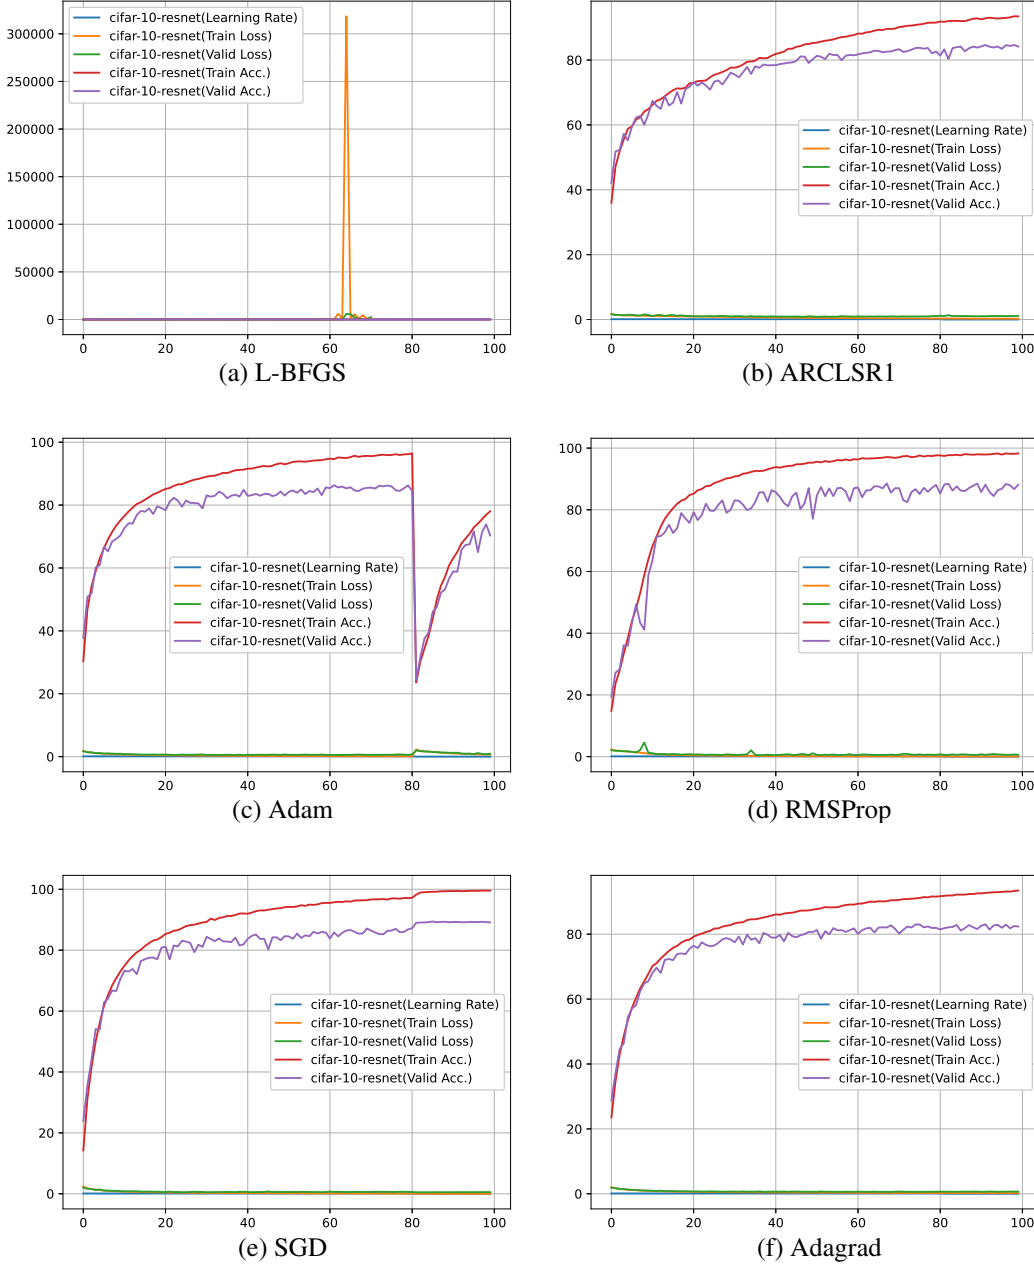 cifar-10-resnet(Learning Rate)
cifar-10-resnet(Train Loss)
cifar-10-resnet(Valid Loss)
cifar-10-resnet(Train Acc.)
cifar-10-resnet(Valid Acc.)
300000
250000
200000
150000
100000
50000
0
0 20 40 60 80 100
(a) L-BFGS
80
60
40
20
0
cifar-10-resnet(Learning Rate)
cifar-10-resnet(Train Loss)
cifar-10-resnet(Valid Loss)
cifar-10-resnet(Train Acc.)
cifar-10-resnet(Valid Acc.)
0 20 40 60 80 100
(b) ARCLSR1
100
80
60
40
20
0
cifar-10-resnet(Learning Rate)
cifar-10-resnet(Train Loss)
cifar-10-resnet(Valid Loss)
cifar-10-resnet(Train Acc.)
cifar-10-resnet(Valid Acc.)
0 20 40 60 80 100
(c) Adam
100
80
60
40
20
0
cifar-10-resnet(Learning Rate)
cifar-10-resnet(Train Loss)
cifar-10-resnet(Valid Loss)
cifar-10-resnet(Train Acc.)
cifar-10-resnet(Valid Acc.)
0 20 40 60 80 100
(d) RMSProp
100
80
60
40
20
0
cifar-10-resnet(Learning Rate)
cifar-10-resnet(Train Loss)
cifar-10-resnet(Valid Loss)
cifar-10-resnet(Train Acc.)
cifar-10-resnet(Valid Acc.)
0 20 40 60 80 100
(e) SGD
80
60
40
20
0
cifar-10-resnet(Learning Rate)
cifar-10-resnet(Train Loss)
cifar-10-resnet(Valid Loss)
cifar-10-resnet(Train Acc.)
cifar-10-resnet(Valid Acc.)
0 20 40 60 80 100
(f) Adagrad